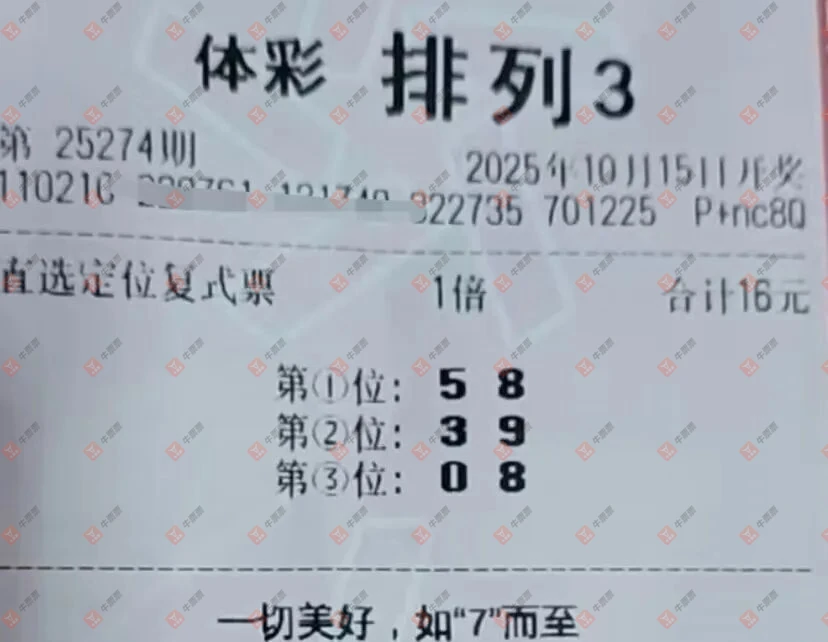 体彩 排列3
第 25274期
2025年10月15日开奖
110210 822735 701225 P+nc8Q
直选定位复式票 1倍 合计16元
第①位: 5 8
第②位: 3 9
第③位: 0 8
一切美好，如“7”而至